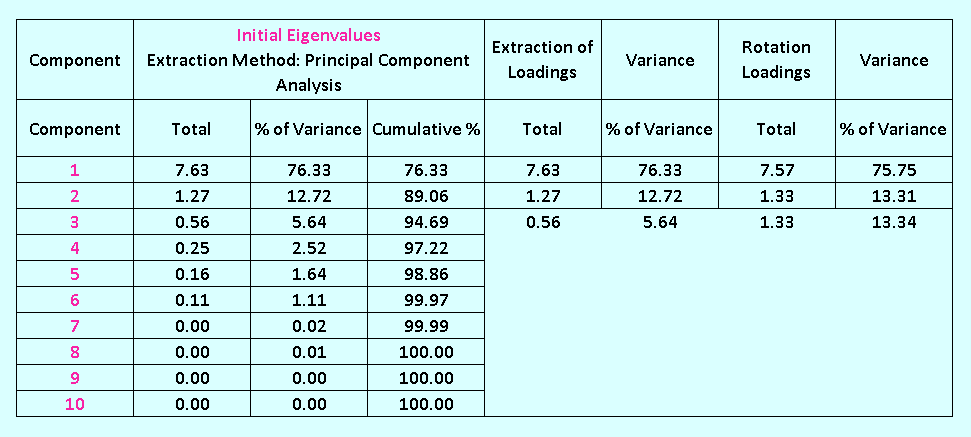 Component Initial Eigenvalues Extraction Method: Principal Component Analysis Extraction of Loadings Variance Rotation Loadings Variance
Component Total % of Variance Cumulative % Total % of Variance Total % of Variance
1 7.63 76.33 76.33 7.63 76.33 7.57 75.75
2 1.27 12.72 89.06 1.27 12.72 1.33 13.31
3 0.56 5.64 94.69 0.56 5.64 1.33 13.34
4 0.25 2.52 97.22
5 0.16 1.64 98.86
6 0.11 1.11 99.97
7 0.00 0.02 99.99
8 0.00 0.01 100.00
9 0.00 0.00 100.00
10 0.00 0.00 100.00